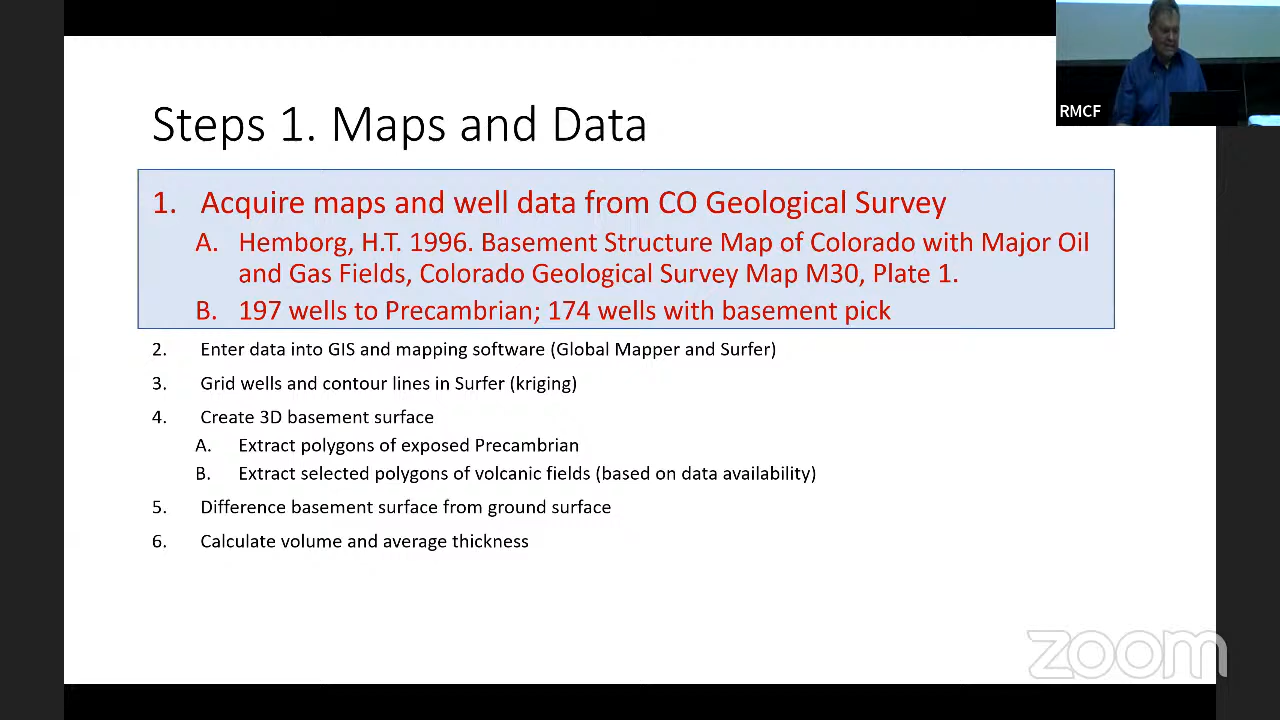 RMCF
Steps 1. Maps and Data
1. Acquire maps and well data from CO Geological Survey
A. Hemborg, H.T. 1996. Basement Structure Map of Colorado with Major Oil
and Gas Fields, Colorado Geological Survey Map M30, Plate 1.
B. 197 wells to Precambrian; 174 wells with basement pick
2. Enter data into GIS and mapping software (Global Mapper and Surfer)
3. Grid wells and contour lines in Surfer (kriging)
4. Create 3D basement surface
A. Extract polygons of exposed Precambrian
B. Extract selected polygons of volcanic fields (based on data availability)
5. Difference basement surface from ground surface
6. Calculate volume and average thickness
zoom